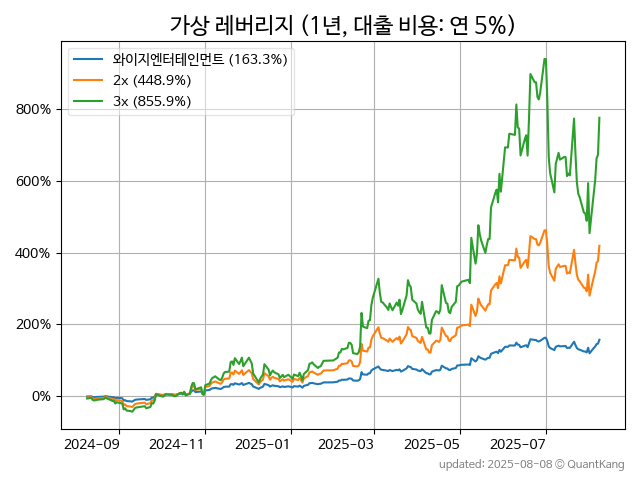 가상 레버리지 (1년, 대출 비용: 연 5%)
와이지엔터테인먼트 (163.3%)
2x (448.9%)
3x (855.9%)
800%
600%
400%
200%
0%
2024-09 2024-11 2025-01 2025-03 2025-05 2025-07
updated: 2025-08-08 © QuantKang